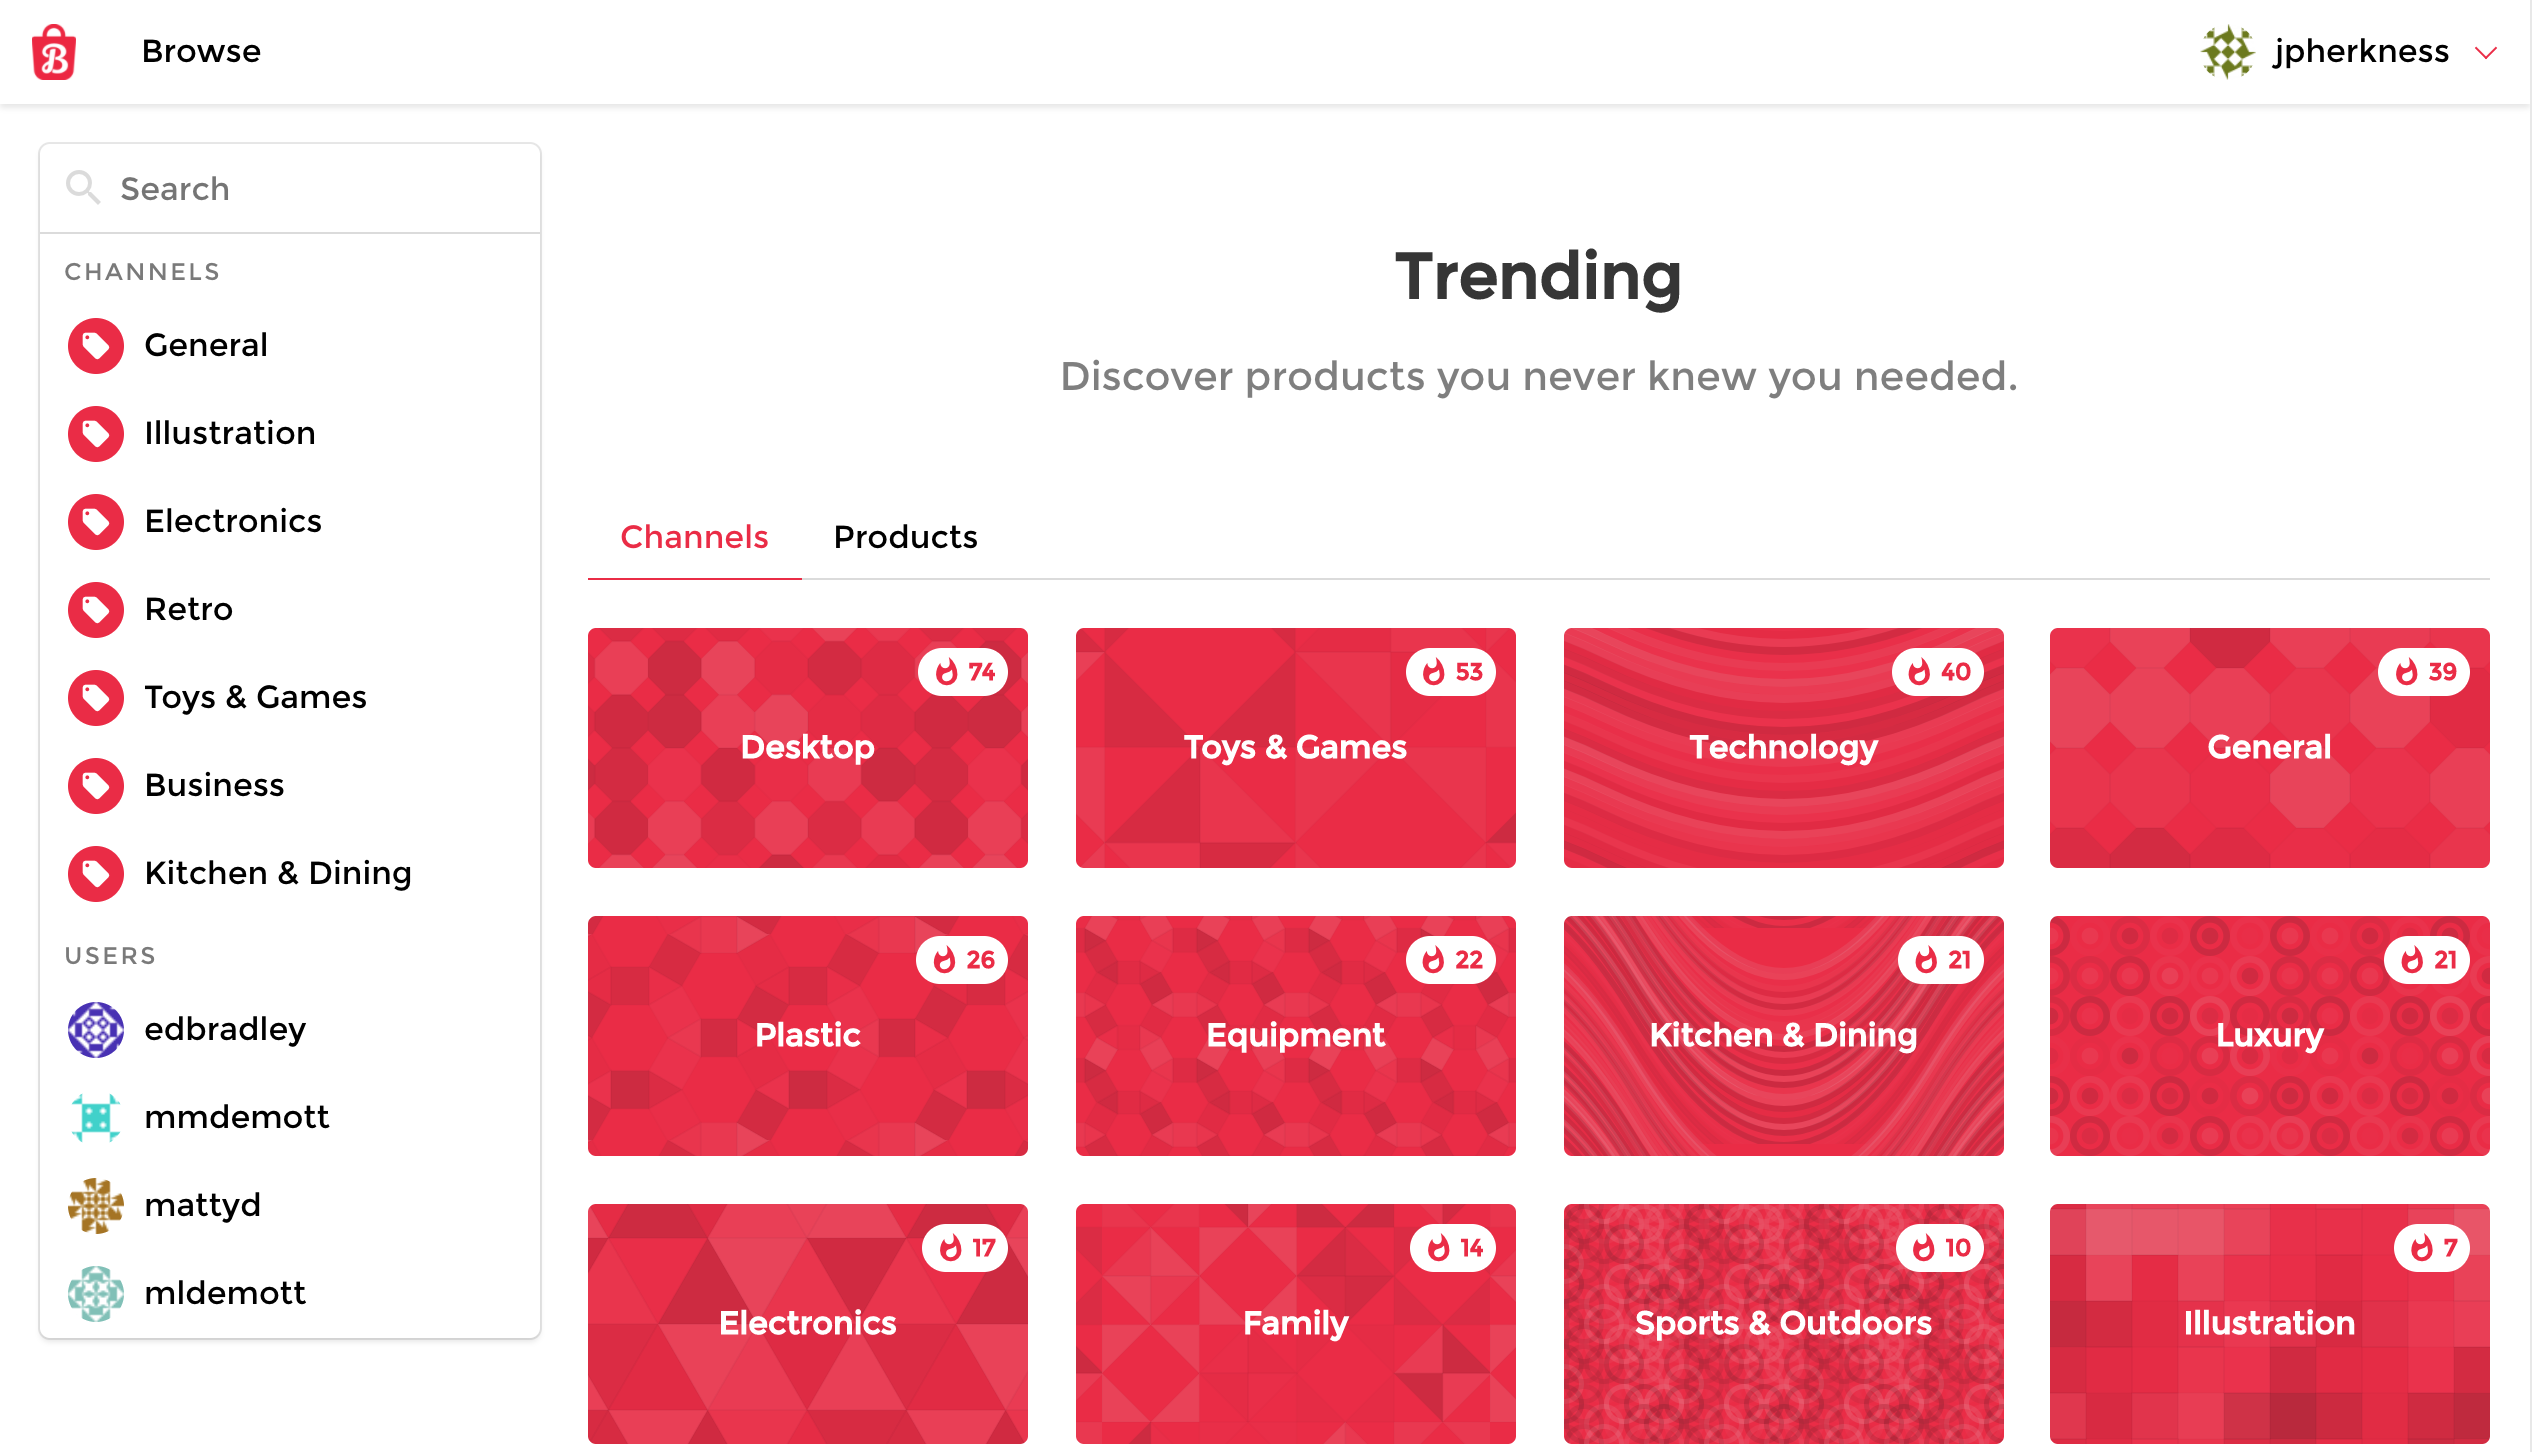 B
Browse
jpherkness
Search
CHANNELS
General
Illustration
Electronics
Retro
Toys & Games
Business
Kitchen & Dining
USERS
edbradley
mmdemott
mattyd
mldemott
Trending
Discover products you never knew you needed.
Channels
Products
74
Desktop
53
Toys & Games
40
Technology
39
General
26
Plastic
22
Equipment
21
Kitchen & Dining
21
Luxury
17
Electronics
14
Family
10
Sports & Outdoors
7
Illustration